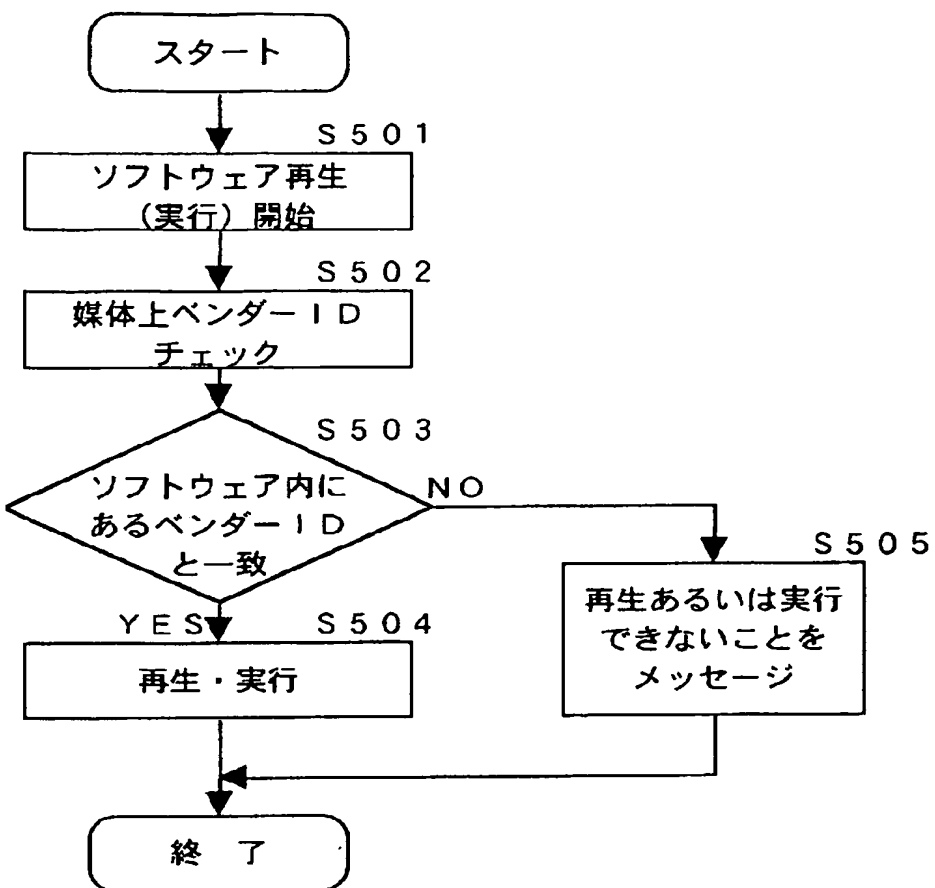 スタート
S501
ソフトウェア再生
(実行)開始
S502
媒体上ベンダーID
チェック
S503
ソフトウェア内に
あるベンダーID
と一致
NO
YES
S504
再生・実行
S505
再生あるいは実行
できないことを
メッセージ
終了